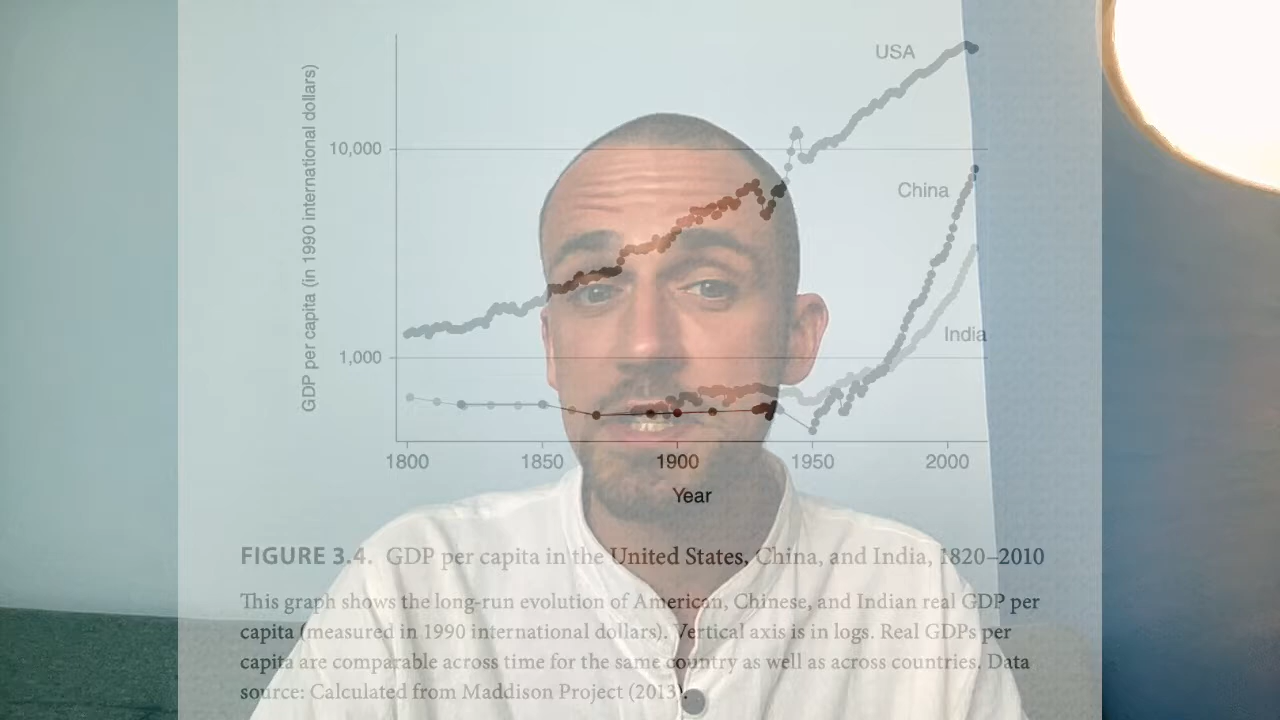 GDP per capita (in 1990 international dollars)
USA
10,000
China
India
1,000
1800 1850 1900 1950 2000
Year
FIGURE 3.4. GDP per capita in the United States, China, and India, 1820–2010
This graph shows the long-run evolution of American, Chinese, and Indian real GDP per
capita (measured in 1990 international dollars). Vertical axis is in logs. Real GDPs per
capita are comparable across time for the same country as well as across countries. Data
source: Calculated from Maddison Project (2013).